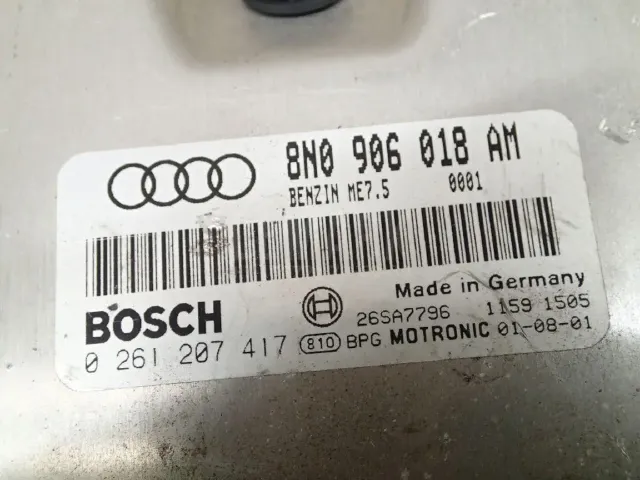 8N0 906 018 AM
BENZIN ME7.5 0001
BOSCH
Made in Germany
26SA7796 1159 1505
0 261 207 417 810 BPG MOTRONIC 01-08-01